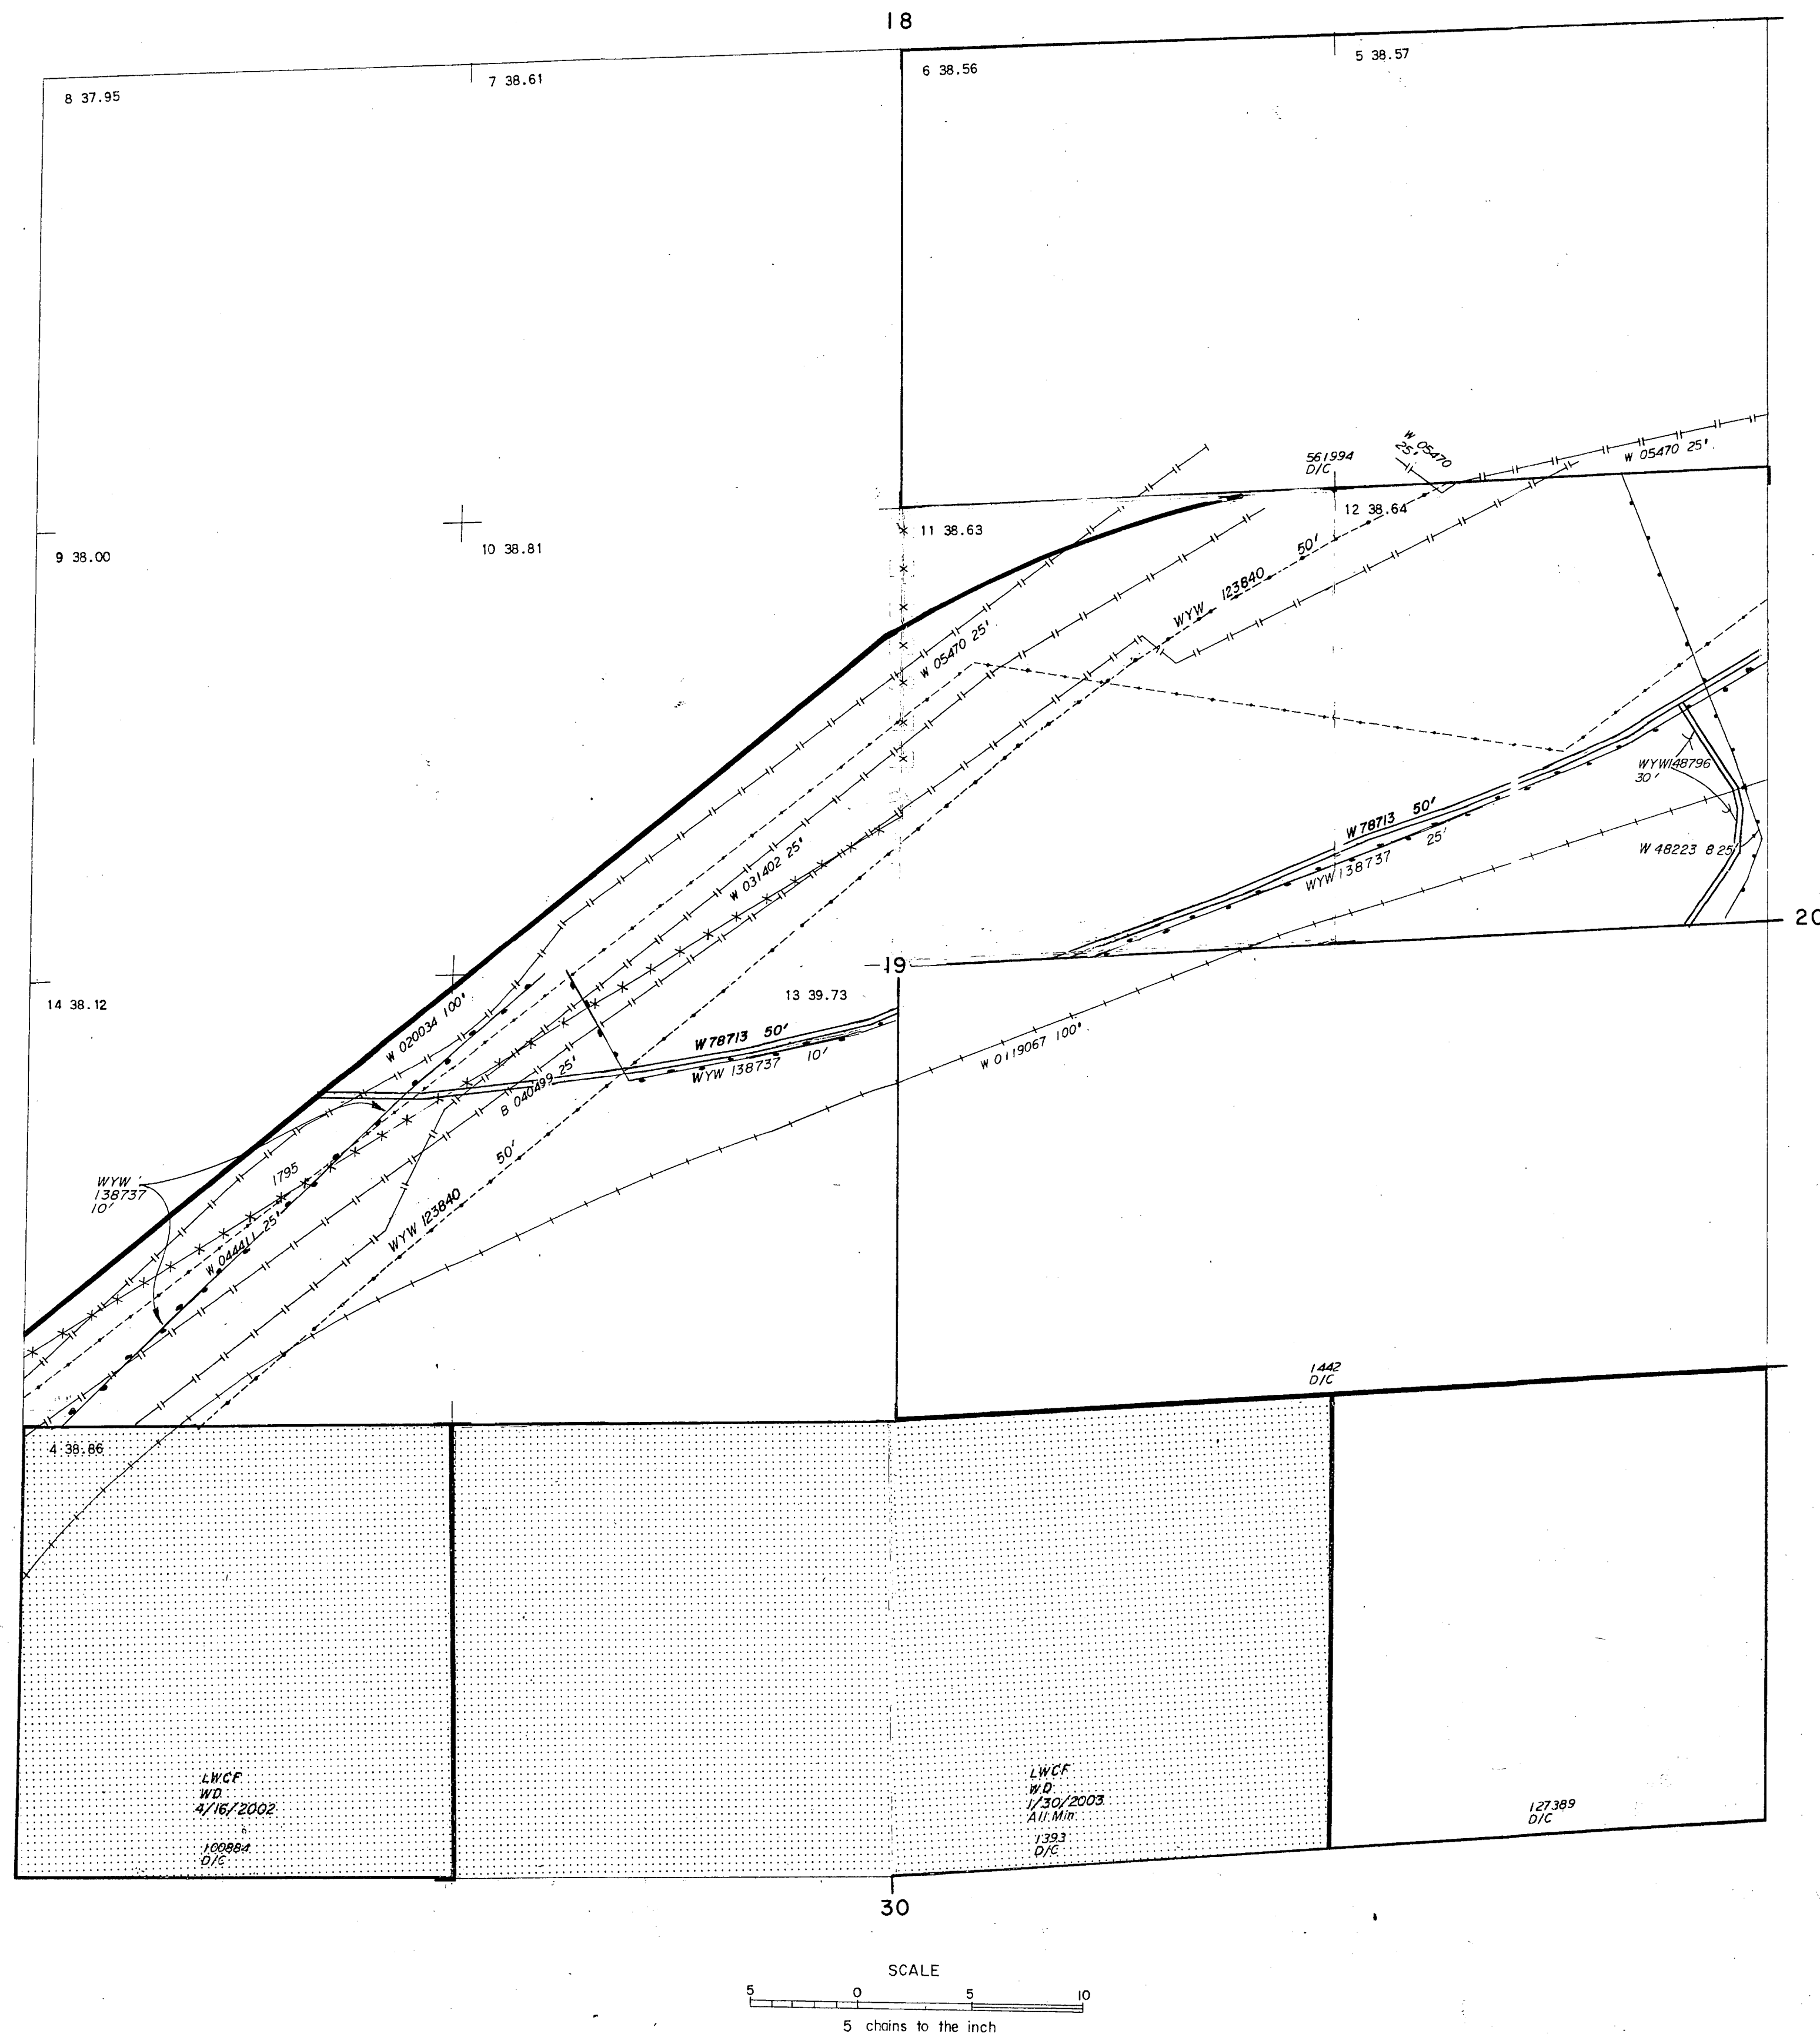 18
8 37.95
7 38.61
6 38.56
5 38.57
W 05470
25'
W 05470 25'
561994
D/C
9 38.00
10 38.81
11 38.63
12 38.64
50'
WYW 123840
W 05470 25'
WYW148796
30'
W 78713 50'
WYW 138737 25'
W 48223 B 25'
W 031402 25'
20
19
14 38.12
13 39.73
W 020034 100'
W 78713 50'
WYW 138737 10'
B 040499 25'
W 0119067 100'
50'
WYW 123840
WYW
138737
10'
1795
W 044411 25'
1442
D/C
4 38.86
LWCF
WD
4/16/2002
100884
D/C
LWCF
WD
1/30/2003
All Min.
1393
D/C
127389
D/C
30
SCALE
5 0 5 10
5 chains to the inch